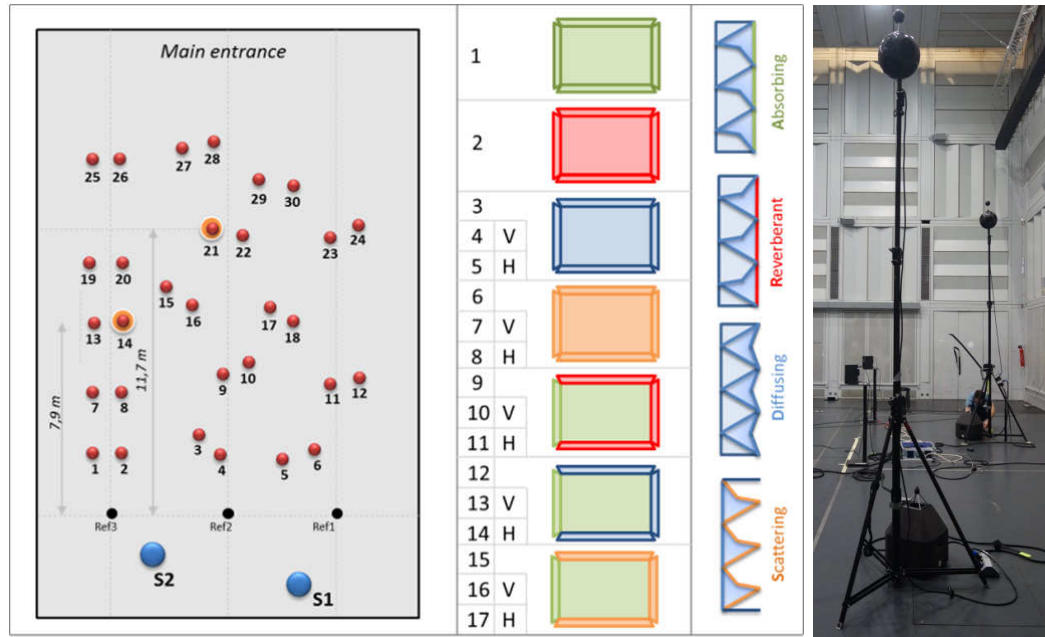 Main entrance
27
28
25
26
29
30
21
22
23
24
19
20
15
16
17
18
13
14
11,7 m
7,9 m
9
10
11
12
7
8
3
4
5
6
1
2
Ref3
Ref2
Ref1
S2
S1
1
2
3
4 V
5 H
6
7 V
8 H
9
10 V
11 H
12
13 V
14 H
15
16 V
17 H
Absorbing
Reverberant
Diffusing
Scattering